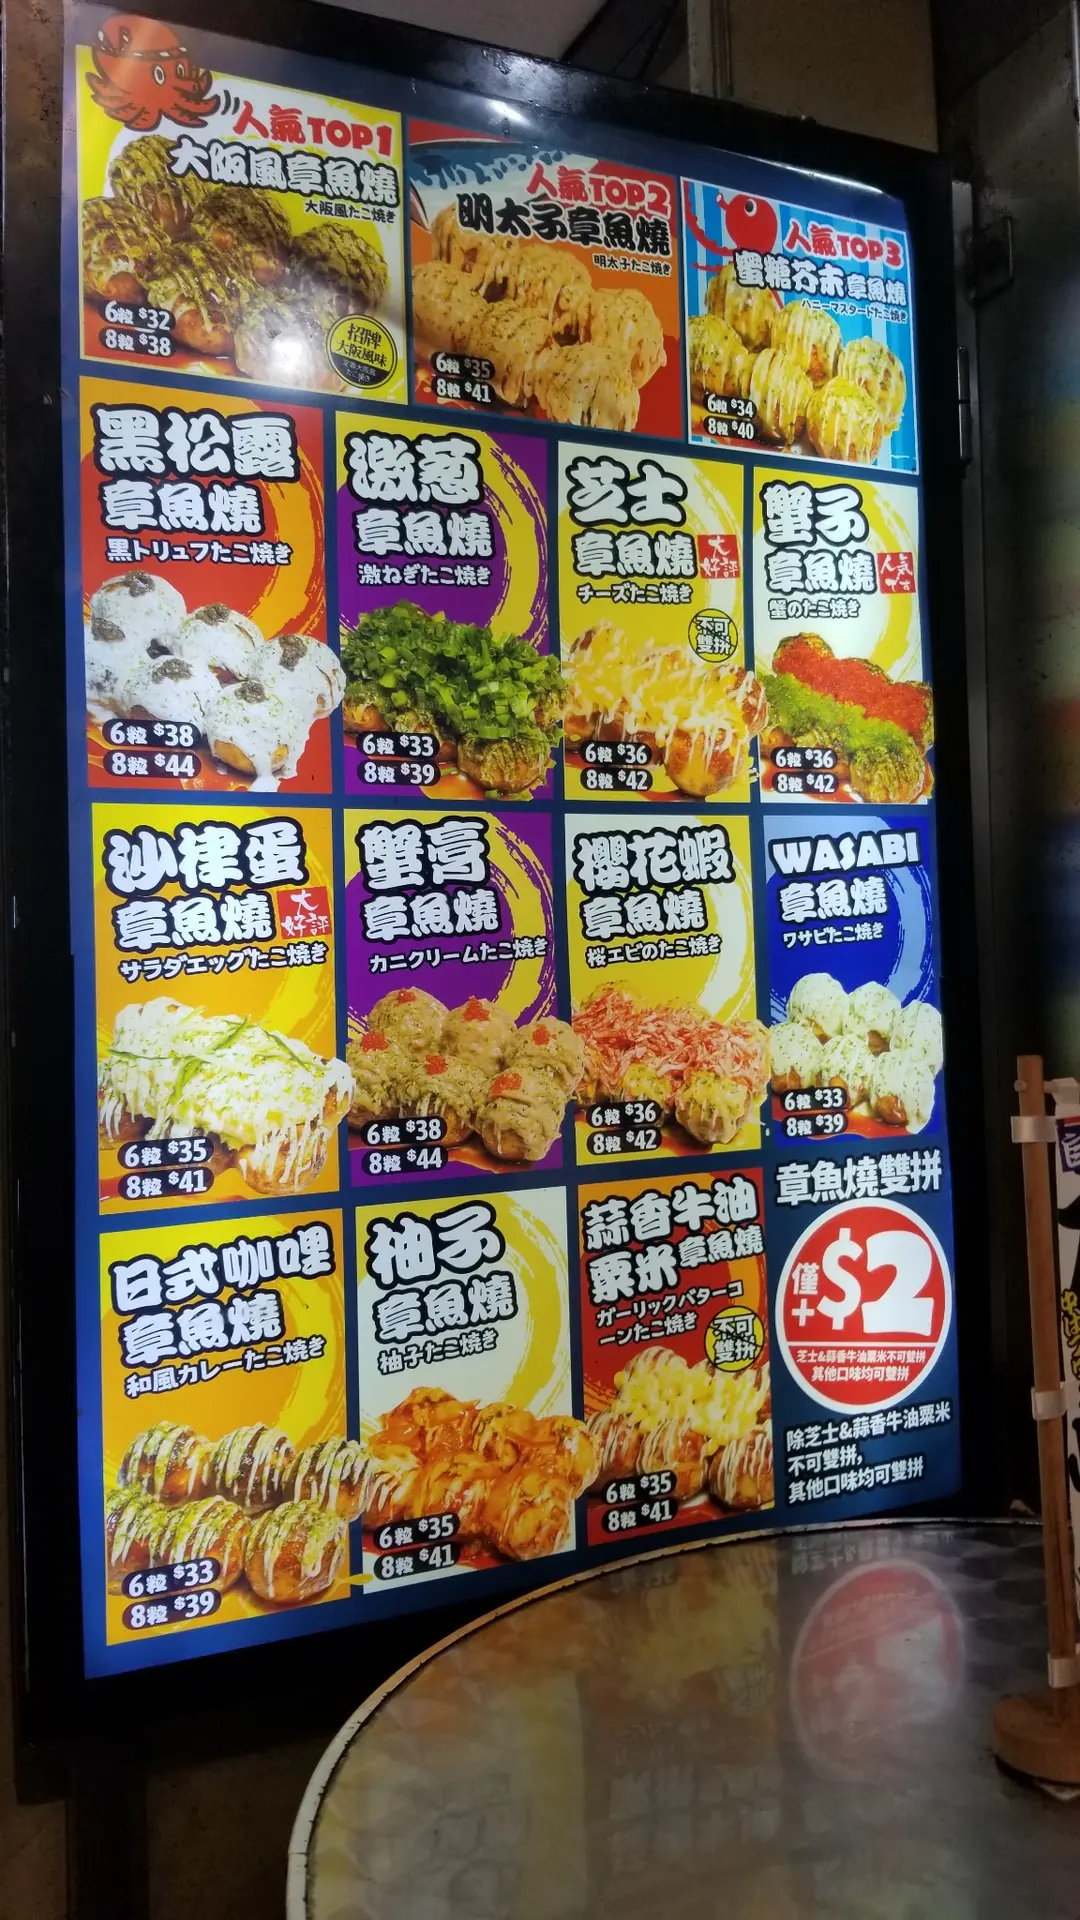 人氣TOP1
大阪風章魚燒
大阪風たこ焼き
6粒 $32
8粒 $38
招牌
大阪風味
定番大阪風
たこ焼き
人氣TOP2
明太子章魚燒
明太子たこ焼き
6粒 $35
8粒 $41
人氣TOP3
蜜糖芥末章魚燒
ハニーマスタードたこ焼き
6粒 $34
8粒 $40
黑松露
章魚燒
黒トリュフたこ焼き
6粒 $38
8粒 $44
激葱
章魚燒
激ねぎたこ焼き
6粒 $33
8粒 $39
芝士
章魚燒
大
好評
チーズたこ焼き
不可
雙拼
6粒 $36
8粒 $42
蟹子
章魚燒
人氣
蟹のたこ焼き
6粒 $36
8粒 $42
沙律蛋
章魚燒
大
好評
サラダエッグたこ焼き
6粒 $35
8粒 $41
蟹膏
章魚燒
カニクリームたこ焼き
6粒 $38
8粒 $44
櫻花蝦
章魚燒
桜エビのたこ焼き
6粒 $36
8粒 $42
WASABI
章魚燒
ワサビたこ焼き
6粒 $33
8粒 $39
日式咖哩
章魚燒
和風カレーたこ焼き
6粒 $33
8粒 $39
柚子
章魚燒
柚子たこ焼き
6粒 $35
8粒 $41
蒜香牛油
粟米章魚燒
ガーリックバターコ
ーンたこ焼き
不可
雙拼
6粒 $35
8粒 $41
章魚燒雙拼
僅+$2
芝士&蒜香牛油粟米不可雙拼
其他口味均可雙拼
除芝士&蒜香牛油粟米
不可雙拼,
其他口味均可雙拼